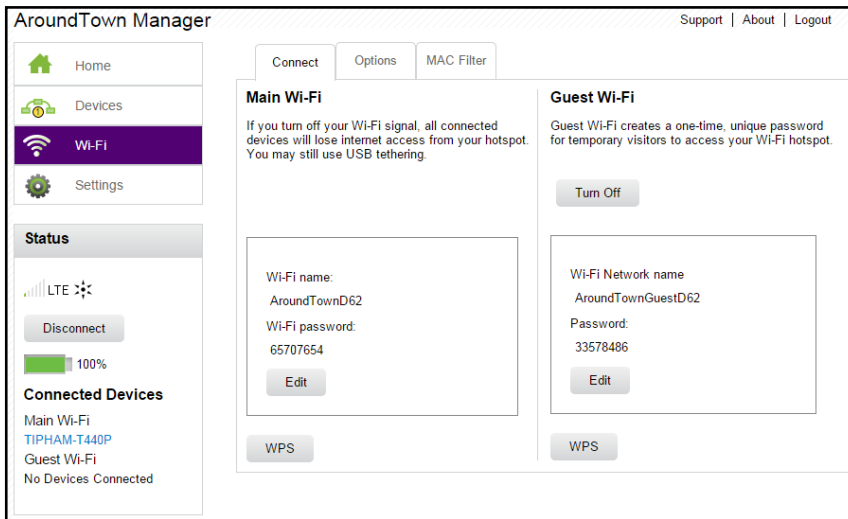 AroundTown Manager
Support | About | Logout
Home
Devices
Wi-Fi
Settings
Status
LTE
Disconnect
100%
Connected Devices
Main Wi-Fi
TIPHAM-T440P
Guest Wi-Fi
No Devices Connected
Connect
Options
MAC Filter
Main Wi-Fi
If you turn off your Wi-Fi signal, all connected
devices will lose internet access from your hotspot.
You may still use USB tethering.
Wi-Fi name:
AroundTownD62
Wi-Fi password:
65707654
Edit
WPS
Guest Wi-Fi
Guest Wi-Fi creates a one-time, unique password
for temporary visitors to access your Wi-Fi hotspot.
Turn Off
Wi-Fi Network name
AroundTownGuestD62
Password:
33578486
Edit
WPS